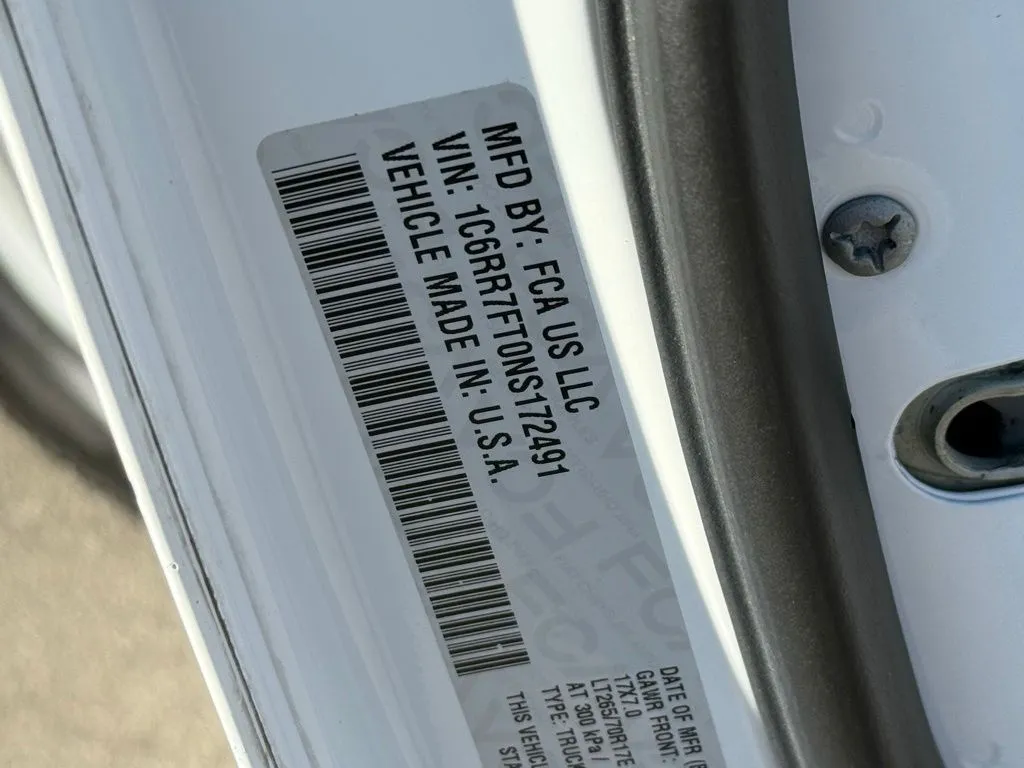 MFD BY: FCA US LLC
VIN: 1C6RR7FT0NS172491
VEHICLE MADE IN: U.S.A.
DATE OF MFR
GAWR FRONT:
17X7.0
LT265/70R17E
AT 300 kPa /
TYPE: TRUCK
THIS